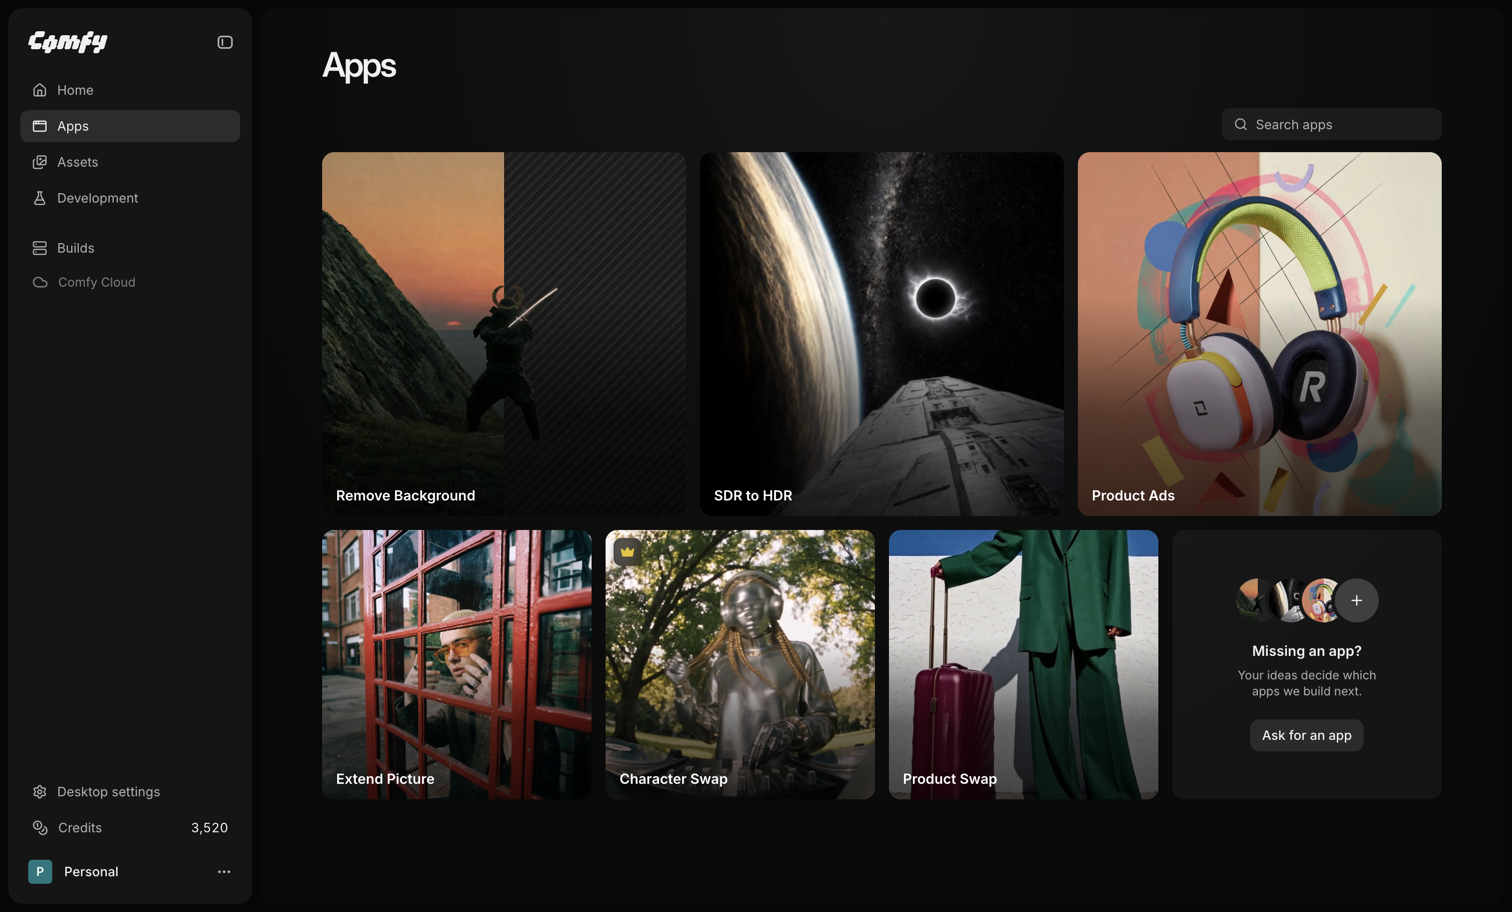 Comfy
Home
Apps
Assets
Development
Builds
Comfy Cloud
Desktop settings
Credits 3,520
P Personal
Apps
Search apps
Remove Background
SDR to HDR
R
Product Ads
Extend Picture
Character Swap
Product Swap
Missing an app?
Your ideas decide which
apps we build next.
Ask for an app